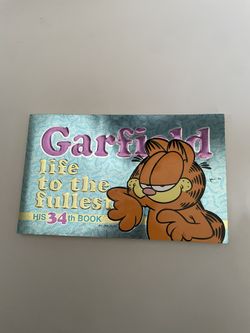 Garfield
life
to the
fullest
HIS 34th BOOK